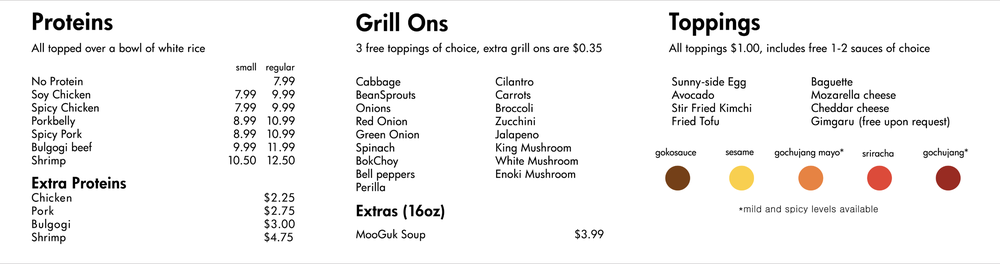 Proteins
All topped over a bowl of white rice
small regular
No Protein 7.99
Soy Chicken 7.99 9.99
Spicy Chicken 7.99 9.99
Porkbelly 8.99 10.99
Spicy Pork 8.99 10.99
Bulgogi beef 9.99 11.99
Shrimp 10.50 12.50
Extra Proteins
Chicken $2.25
Pork $2.75
Bulgogi $3.00
Shrimp $4.75
Grill Ons
3 free toppings of choice, extra grill ons are $0.35
Cabbage
BeanSprouts
Onions
Red Onion
Green Onion
Spinach
BokChoy
Bell peppers
Perilla
Cilantro
Carrots
Broccoli
Zucchini
Jalapeno
King Mushroom
White Mushroom
Enoki Mushroom
Extras (16oz)
MooGuk Soup $3.99
Toppings
All toppings $1.00, includes free 1-2 sauces of choice
Sunny-side Egg
Avocado
Stir Fried Kimchi
Fried Tofu
Baguette
Mozarella cheese
Cheddar cheese
Gimgaru (free upon request)
gokosauce sesame gochujang mayo* sriracha gochujang*
*mild and spicy levels available